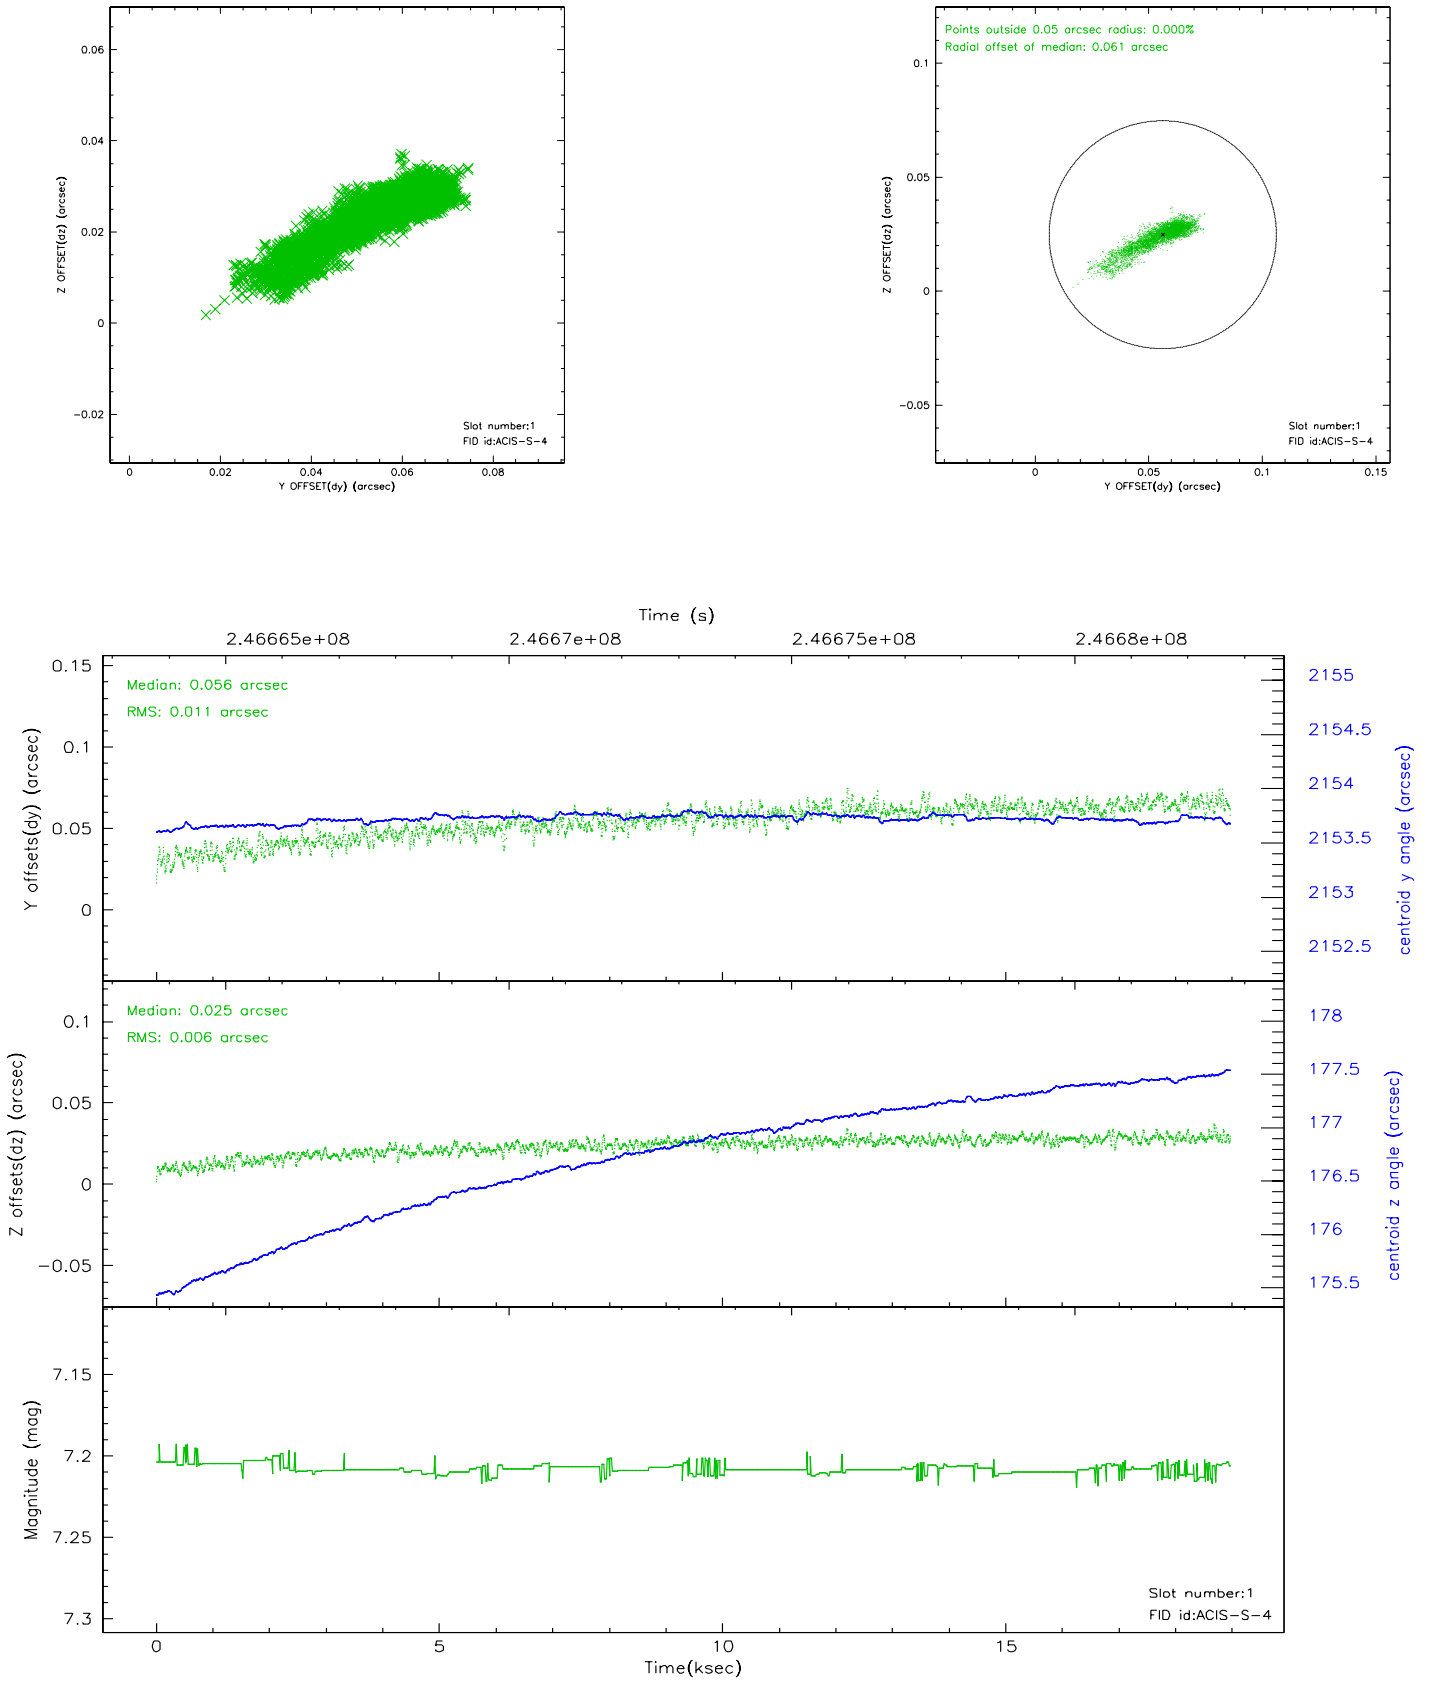 0.06
0.04
0.02
0
−0.02
Z OFFSET(dz) (arcsec)
Slot number:1
FID id:ACIS−S−4
0 0.02 0.04 0.06 0.08
Y OFFSET(dy) (arcsec)
Points outside 0.05 arcsec radius: 0.000%
Radial offset of median: 0.061 arcsec
0.1
0.05
0
−0.05
Z OFFSET(dz) (arcsec)
Slot number:1
FID id:ACIS−S−4
0 0.05 0.1 0.15
Y OFFSET(dy) (arcsec)
Time (s)
2.46665e+08 2.4667e+08 2.46675e+08 2.4668e+08
Median: 0.056 arcsec
RMS: 0.011 arcsec
0.15
0.1
0.05
0
Y offsets(dy) (arcsec)
2155
2154.5
2154
2153.5
2153
2152.5
centroid y angle (arcsec)
Median: 0.025 arcsec
RMS: 0.006 arcsec
0.1
0.05
0
−0.05
Z offsets(dz) (arcsec)
178
177.5
177
176.5
176
175.5
centroid z angle (arcsec)
7.15
7.2
7.25
7.3
Magnitude (mag)
Slot number:1
FID id:ACIS−S−4
0 5 10 15
Time(ksec)